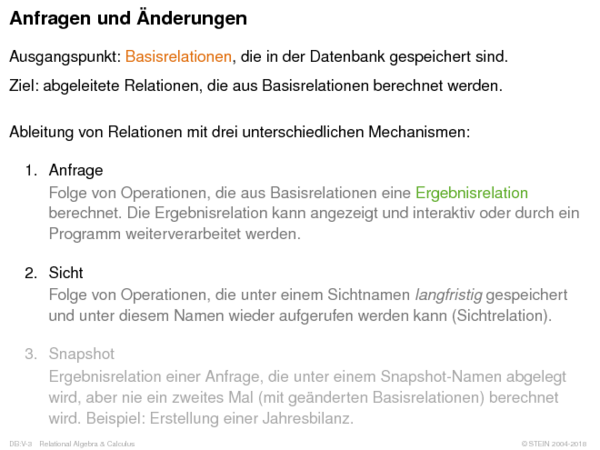 Anfragen und Änderungen
Ausgangspunkt: Basisrelationen, die in der Datenbank gespeichert sind.
Ziel: abgeleitete Relationen, die aus Basisrelationen berechnet werden.
Ableitung von Relationen mit drei unterschiedlichen Mechanismen:
1. Anfrage
Folge von Operationen, die aus Basisrelationen eine Ergebnisrelation
berechnet. Die Ergebnisrelation kann angezeigt und interaktiv oder durch ein
Programm weiterverarbeitet werden.
2. Sicht
Folge von Operationen, die unter einem Sichtnamen langfristig gespeichert
und unter diesem Namen wieder aufgerufen werden kann (Sichtrelation).
3. Snapshot
Ergebnisrelation einer Anfrage, die unter einem Snapshot-Namen abgelegt
wird, aber nie ein zweites Mal (mit geänderten Basisrelationen) berechnet
wird. Beispiel: Erstellung einer Jahresbilanz.
DB:V-3 Relational Algebra & Calculus © STEIN 2004-2018